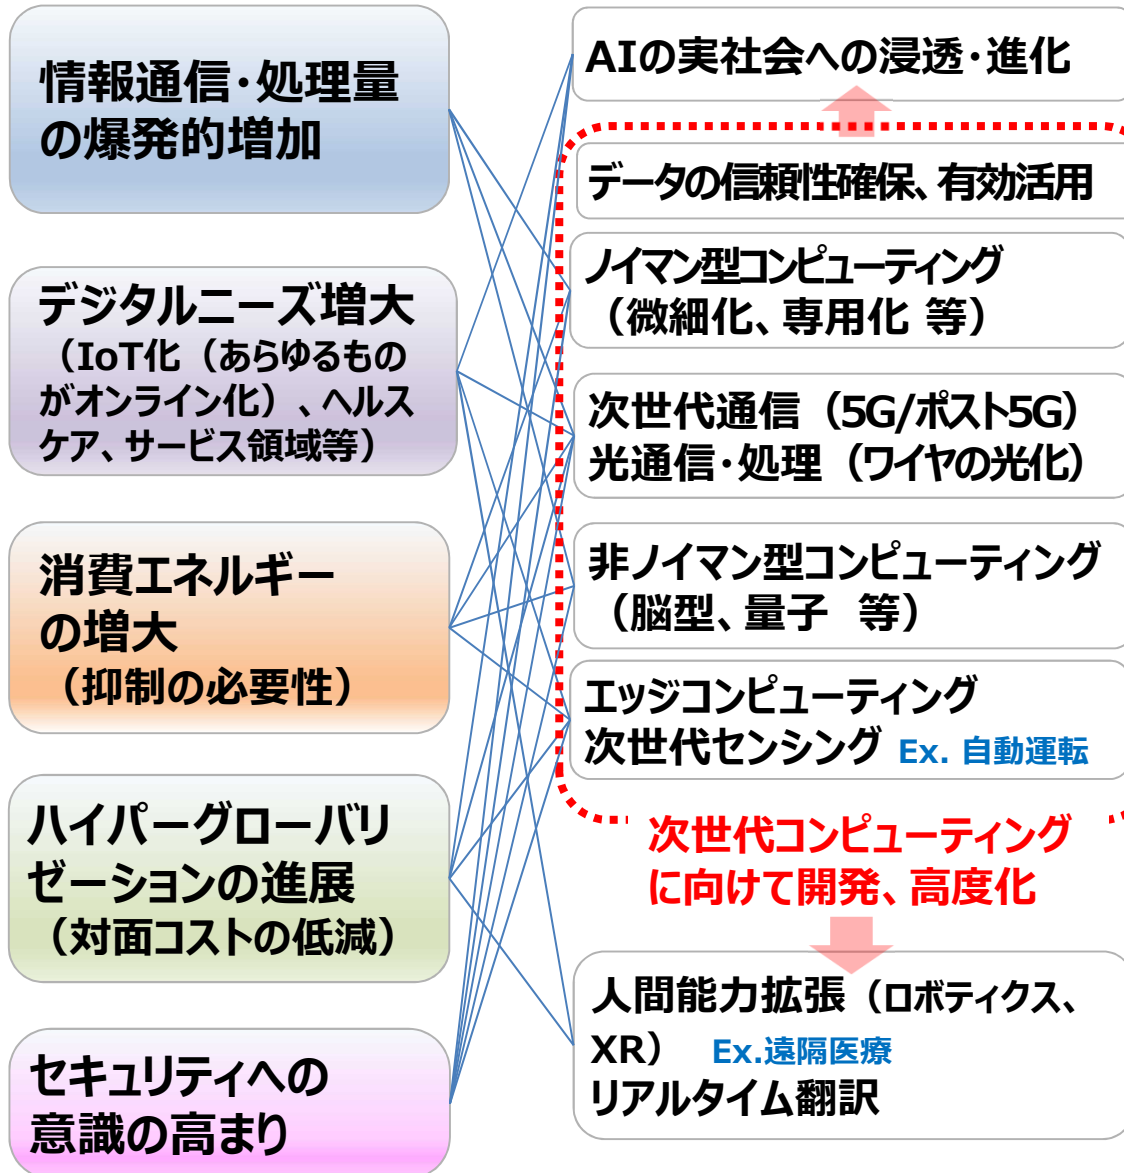 情報通信・処理量
の爆発的増加
デジタルニーズ増大
（IoT化（あらゆるもの
がオンライン化）、ヘルス
ケア、サービス領域等）
消費エネルギー
の増大
（抑制の必要性）
ハイパーグローバリ
ゼーションの進展
（対面コストの低減）
セキュリティへの
意識の高まり
AIの実社会への浸透・進化
データの信頼性確保、有効活用
ノイマン型コンピューティング
（微細化、専用化 等）
次世代通信（5G/ポスト5G）
光通信・処理（ワイヤの光化）
非ノイマン型コンピューティング
（脳型、量子 等）
エッジコンピューティング
次世代センシング Ex. 自動運転
次世代コンピューティング
に向けて開発、高度化
人間能力拡張（ロボティクス、
XR） Ex.遠隔医療
リアルタイム翻訳